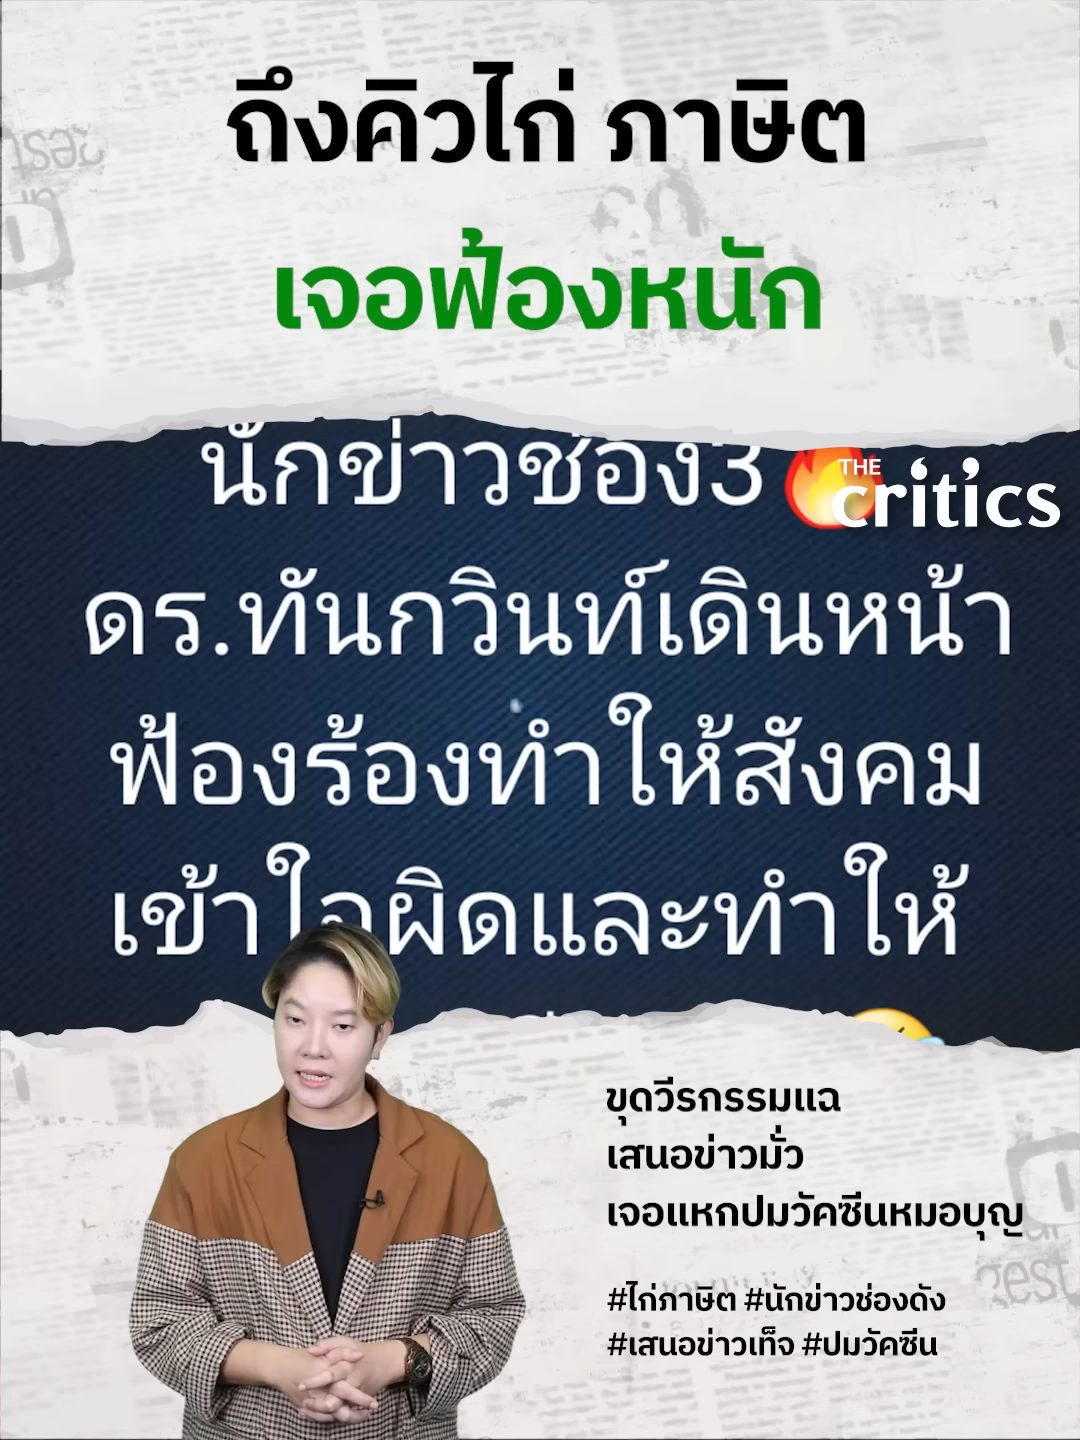 ถึงคิวไก่ ภาษิต
เจอฟ้องหนัก
นักข่าวช่อง3
THE
critics
ดร.ทันกวินท์เดินหน้า
ฟ้องร้องทำให้สังคม
เข้าใจผิดและทำให้
ขุดวีรกรรมแฉ
เสนอข่าวมั่ว
เจอแหกปมวัคซีนหมอบุญ
#ไก่ภาษิต #นักข่าวช่องดัง
#เสนอข่าวเท็จ #ปมวัคซีน